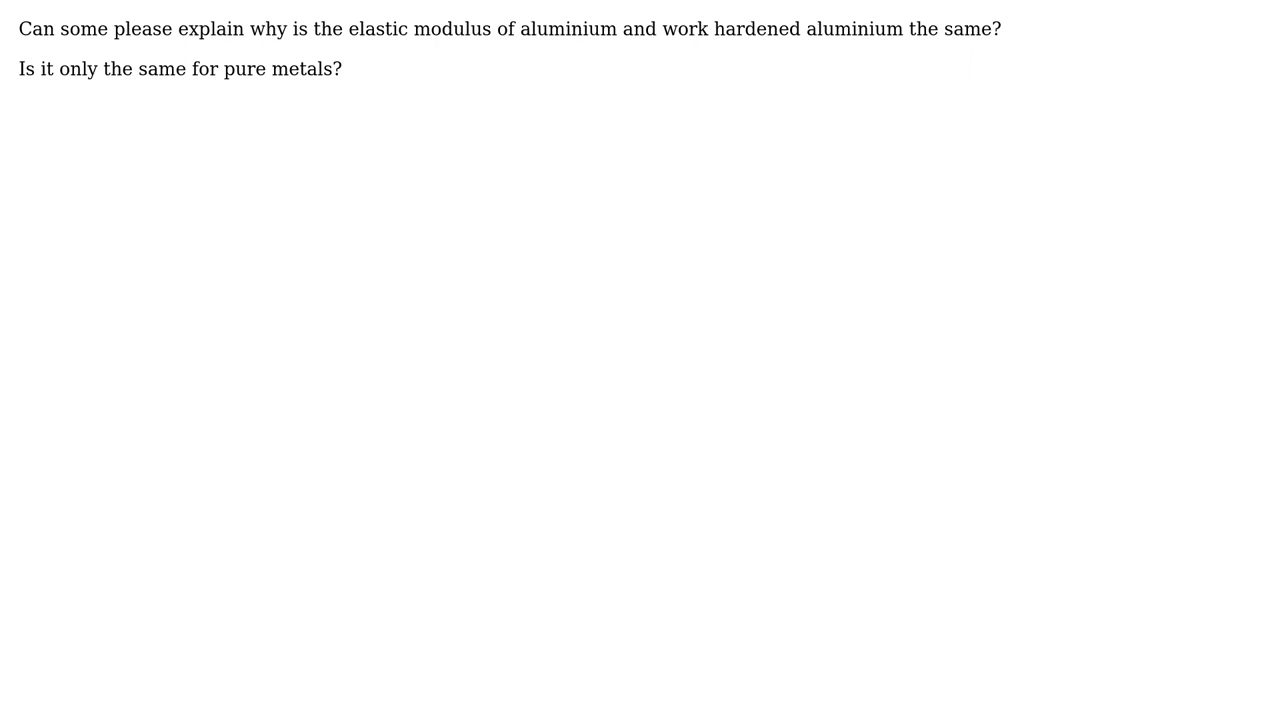 Can some please explain why is the elastic modulus of aluminium and work hardened aluminium the same?
Is it only the same for pure metals?